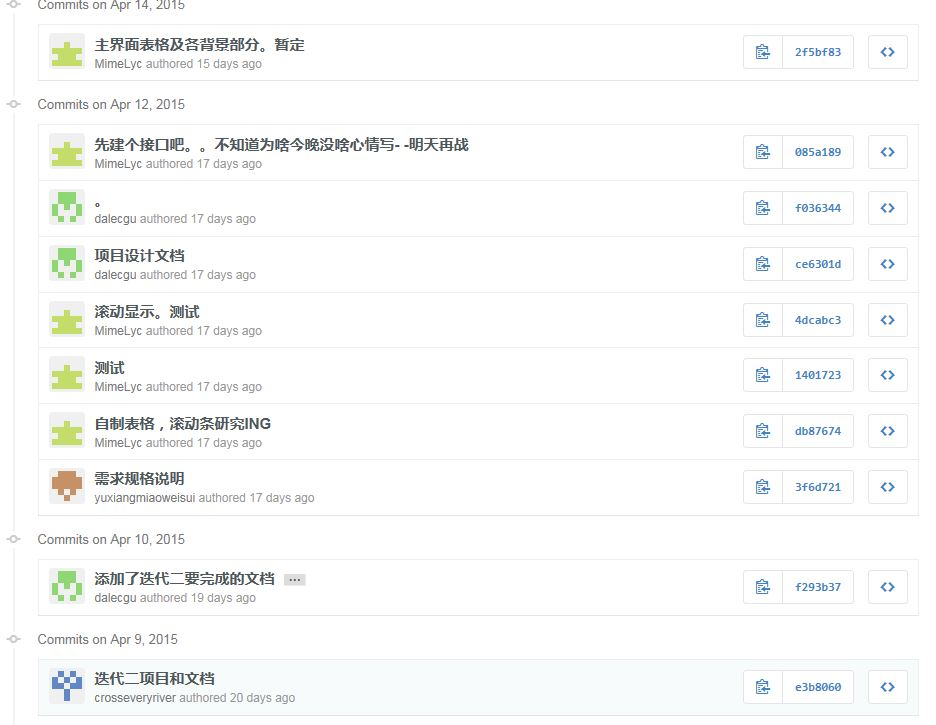 Commits on Apr 14, 2015
主界面表格及各背景部分。暂定
MimeLyc authored 15 days ago
2f5bf83
Commits on Apr 12, 2015
先建个接口吧。。不知道为啥今晚没啥心情写- -明天再战
MimeLyc authored 17 days ago
085a189
。
dalecgu authored 17 days ago
f036344
项目设计文档
dalecgu authored 17 days ago
ce6301d
滚动显示。测试
MimeLyc authored 17 days ago
4dcabc3
测试
MimeLyc authored 17 days ago
1401723
自制表格，滚动条研究ING
MimeLyc authored 17 days ago
db87674
需求规格说明
yuxiangmiaoweisui authored 17 days ago
3f6d721
Commits on Apr 10, 2015
添加了迭代二要完成的文档 ...
dalecgu authored 19 days ago
f293b37
Commits on Apr 9, 2015
迭代二项目和文档
crosseveryriver authored 20 days ago
e3b8060